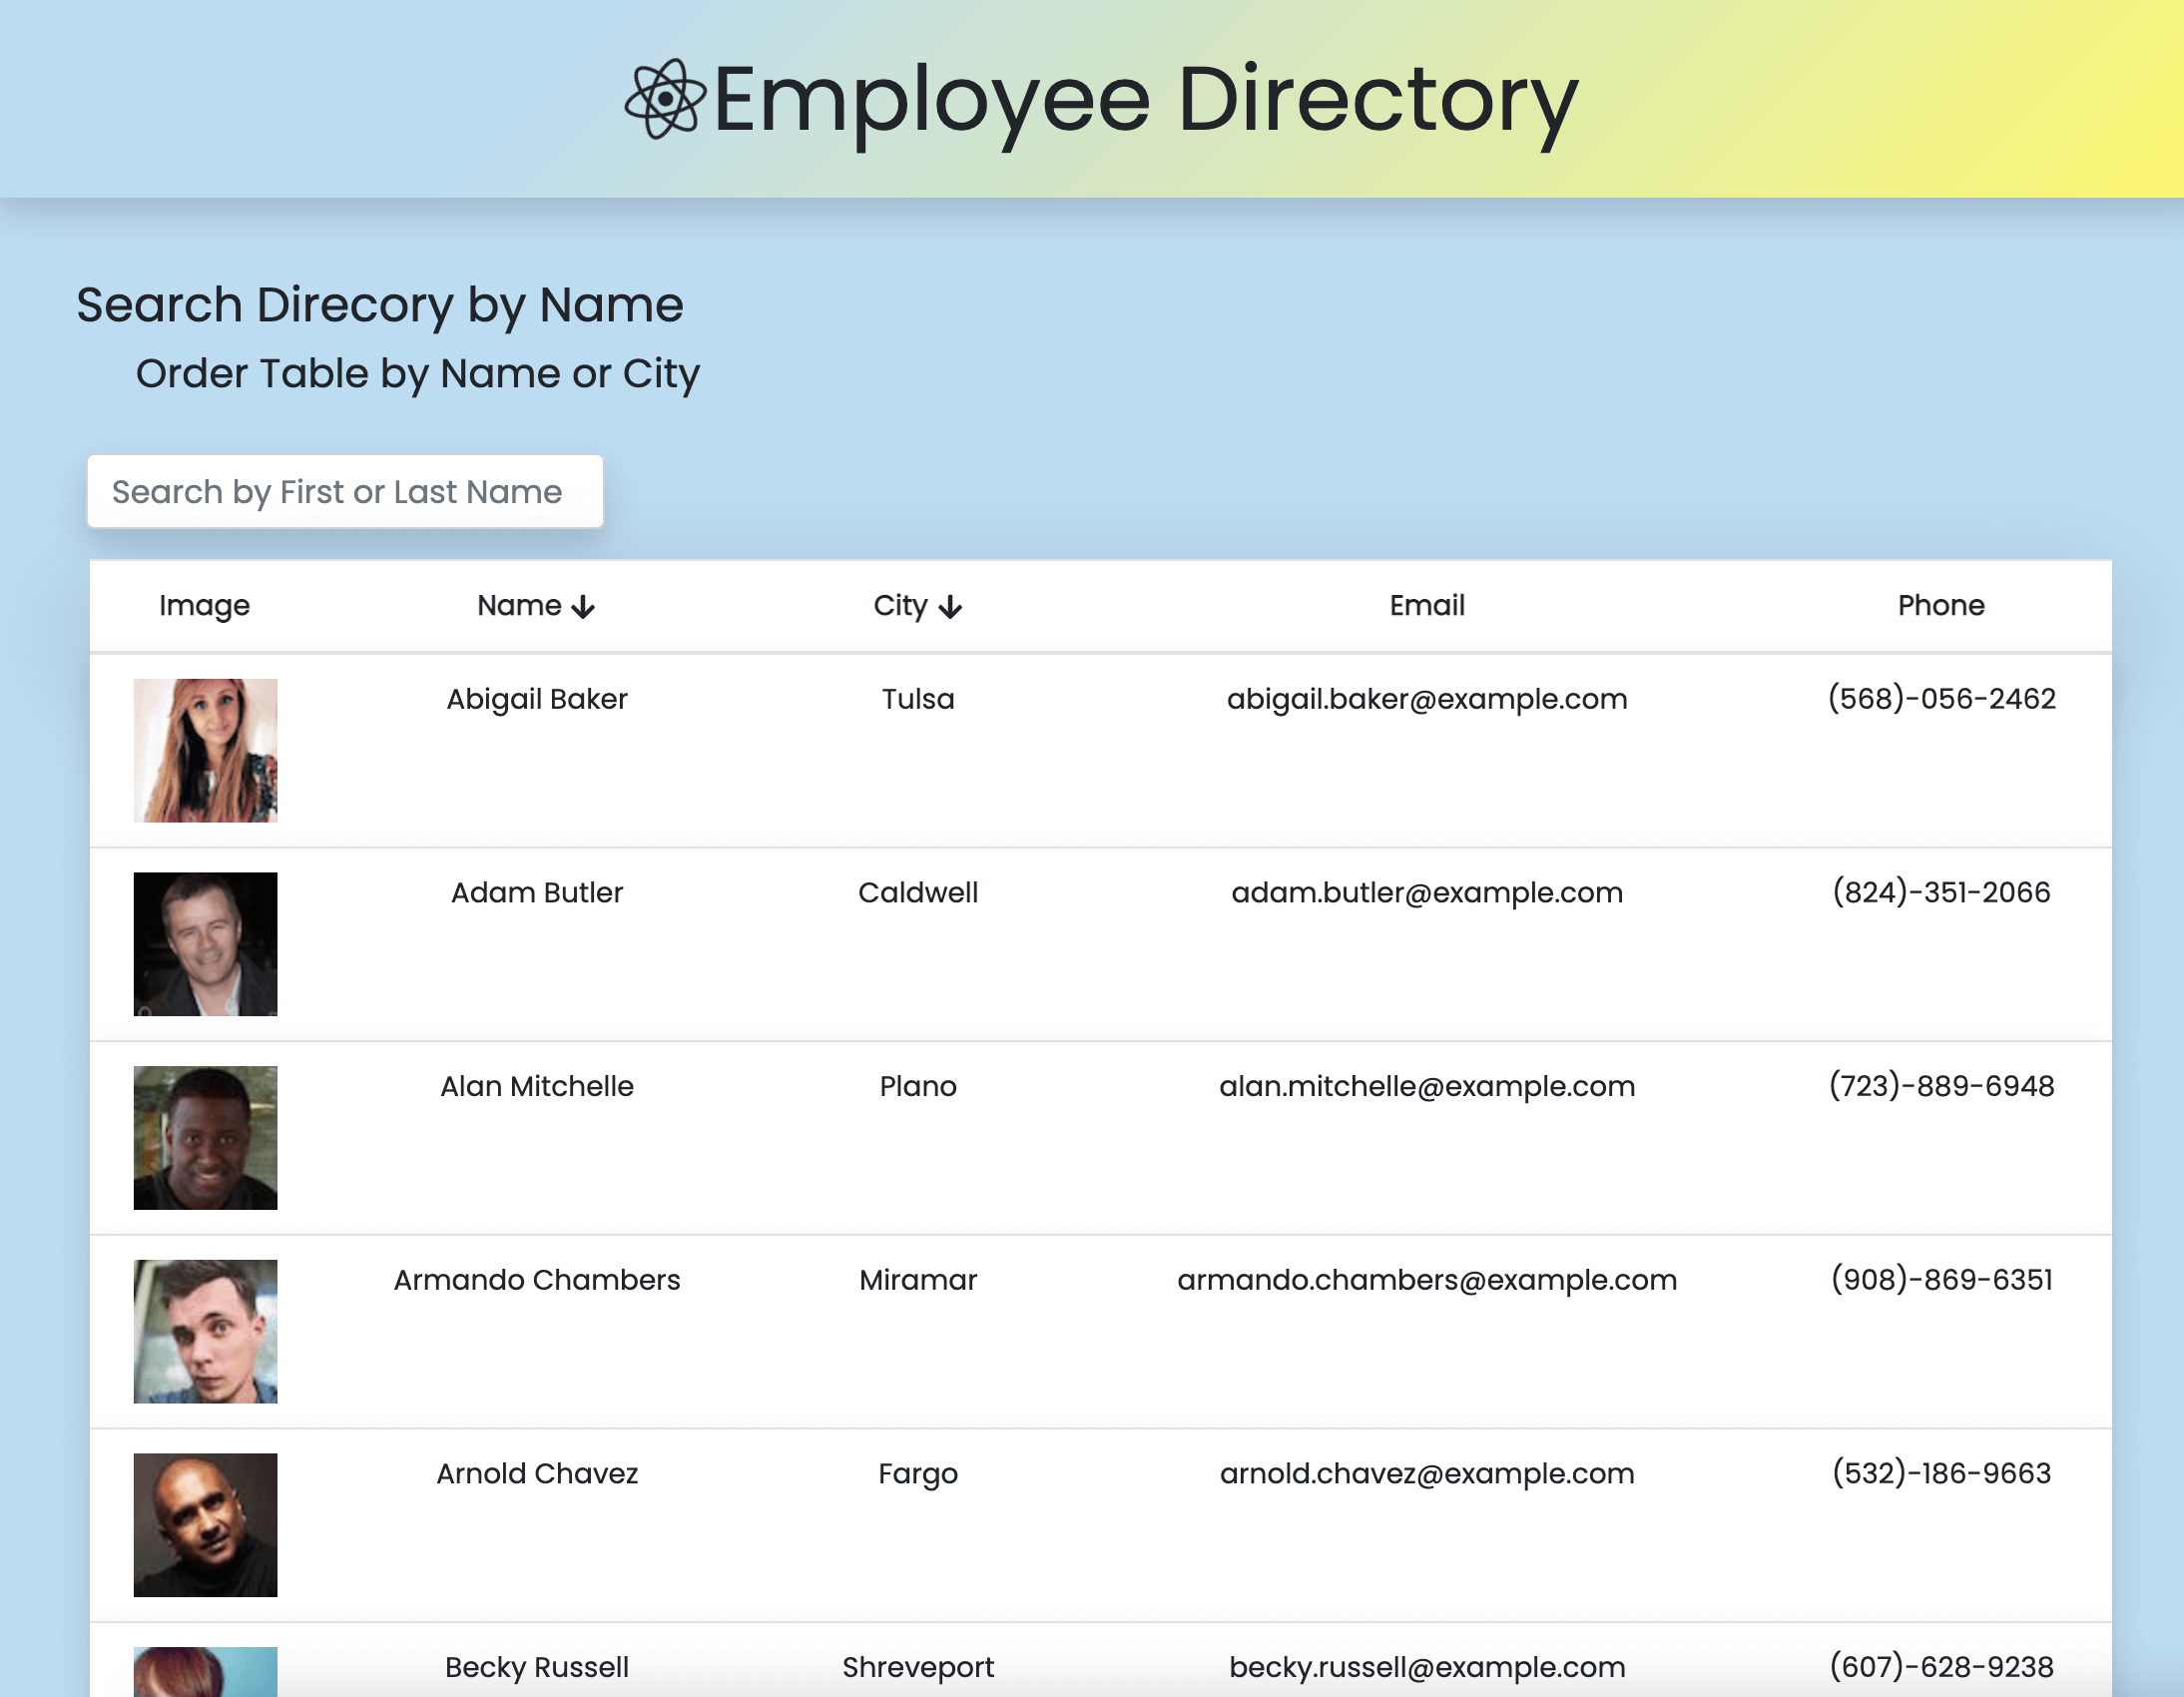 Employee Directory
Search Direcory by Name
Order Table by Name or City
Search by First or Last Name
Image Name City Email Phone
Abigail Baker Tulsa abigail.baker@example.com (568)-056-2462
Adam Butler Caldwell adam.butler@example.com (824)-351-2066
Alan Mitchelle Plano alan.mitchelle@example.com (723)-889-6948
Armando Chambers Miramar armando.chambers@example.com (908)-869-6351
Arnold Chavez Fargo arnold.chavez@example.com (532)-186-9663
Becky Russell Shreveport becky.russell@example.com (607)-628-9238